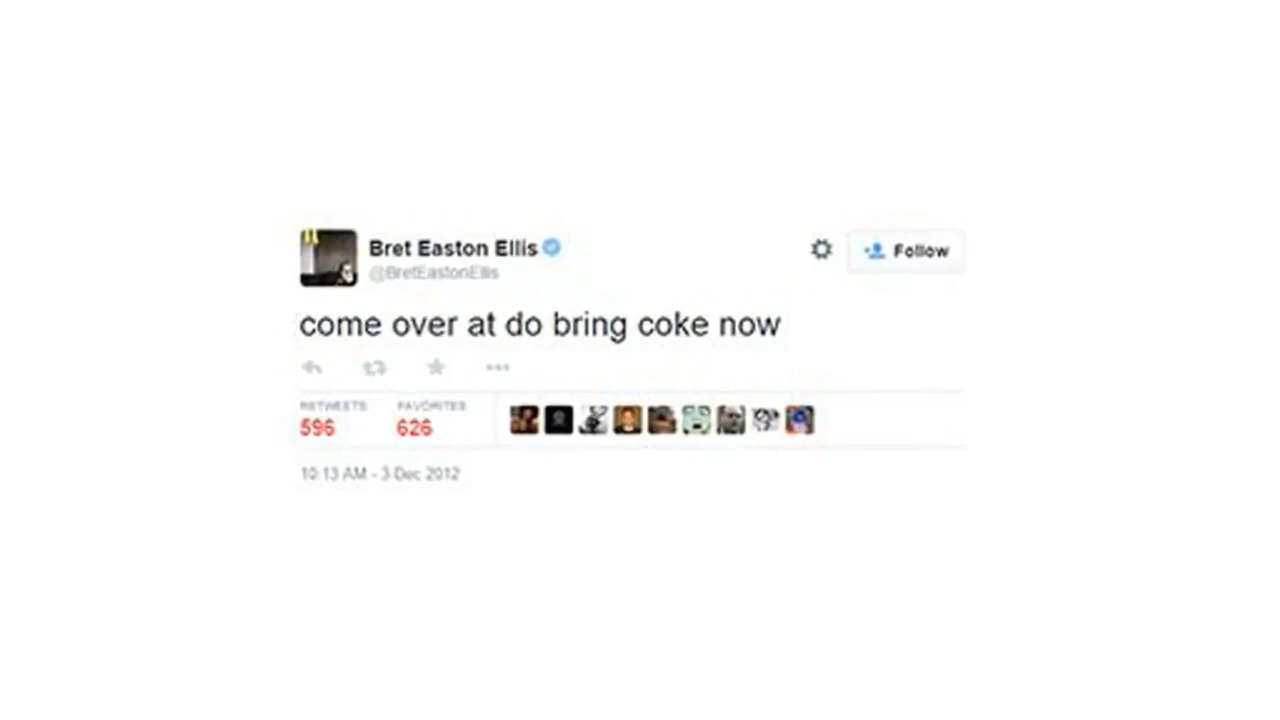 Bret Easton Ellis
@BretEastonEllis
Follow
come over at do bring coke now
RETWEETS FAVORITES
596 626
10:13 AM - 3 Dec 2012